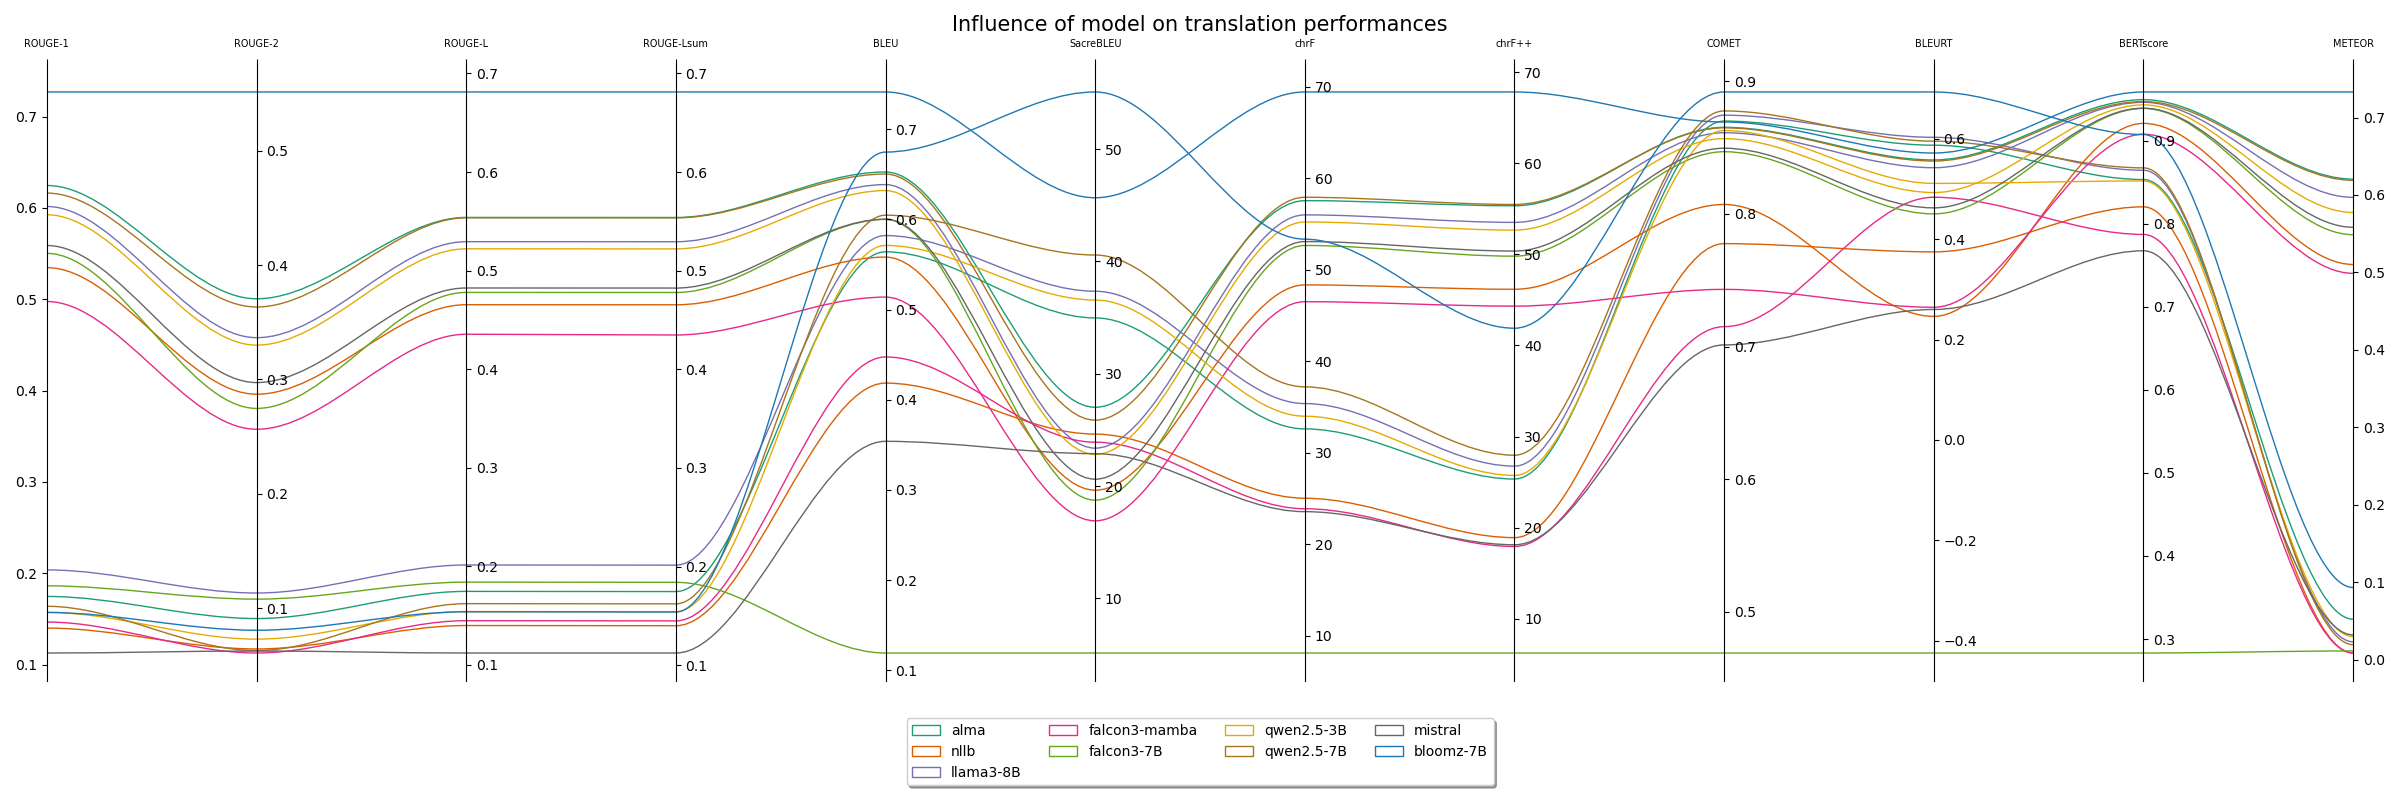 Influence of model on translation performances
ROUGE-1 ROUGE-2 ROUGE-L ROUGE-Lsum BLEU SacreBLEU chrF chrF++ COMET BLEURT BERTscore METEOR
0.7 0.6 0.5 0.4 0.3 0.2 0.1
0.5 0.4 0.3 0.2 0.1
0.7 0.6 0.5 0.4 0.3 0.2 0.1
0.7 0.6 0.5 0.4 0.3 0.2 0.1
0.7 0.6 0.5 0.4 0.3 0.2 0.1
50 40 30 20 10
70 60 50 40 30 20 10
70 60 50 40 30 20 10
0.9 0.8 0.7 0.6 0.5
0.6 0.4 0.2 0.0 −0.2 −0.4
0.9 0.8 0.7 0.6 0.5 0.4 0.3
0.7 0.6 0.5 0.4 0.3 0.2 0.1 0.0
alma falcon3-mamba qwen2.5-3B mistral
nllb falcon3-7B qwen2.5-7B bloomz-7B
llama3-8B